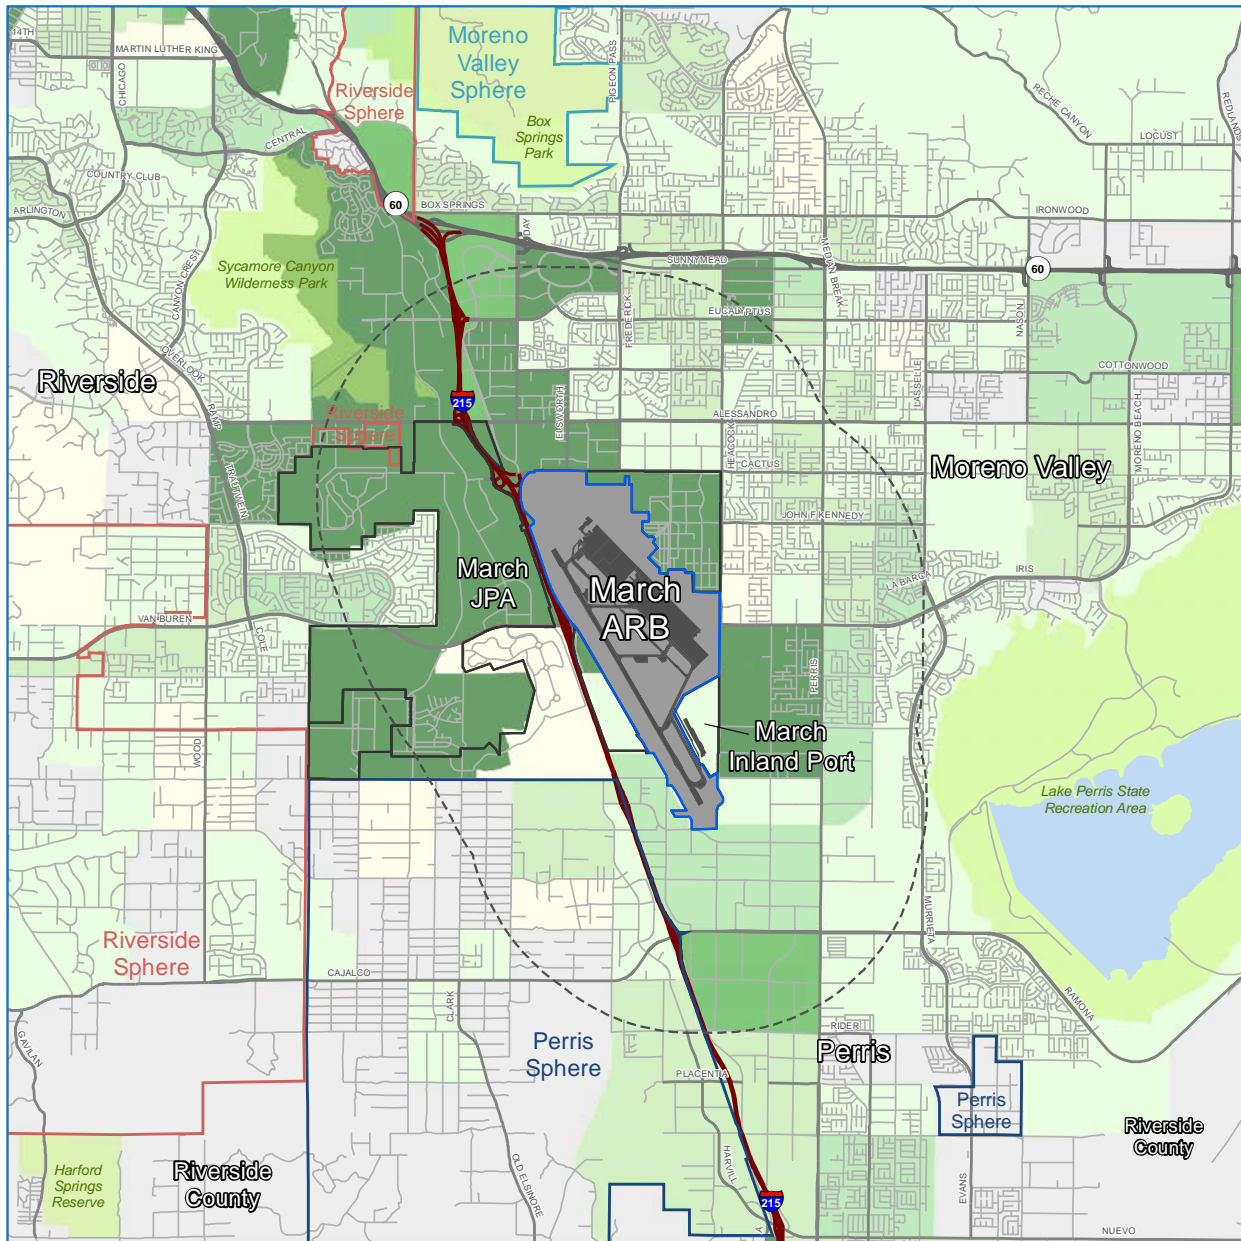 14TH
MARTIN LUTHER KING
CHICAGO
Riverside
Sphere
Moreno
Valley
Sphere
Box
Springs
Park
PIGEON PASS
RECHE CANYON
REDLANDS
LOCUST
CENTRAL
COUNTRY CLUB
ARLINGTON
60
BOX SPRINGS
IRONWOOD
DAY
SUNNYMEAD
MEDIAN BREAK
60
CANYON CREST
Sycamore Canyon
Wilderness Park
FREDERICK
EUCALYPTUS
NASON
OVERLOOK
COTTONWOOD
Riverside
LASSELLE
215
ELSWORTH
RAMP
Riverside
Sphere
ALESSANDRO
HEACOCK
MORENO BEACH
CACTUS
Moreno Valley
TRAUTWEIN
JOHN F KENNEDY
March
JPA
March
ARB
IRIS
LA BARCA
VAN BUREN
COLE
PERRIS
WOOD
March
Inland Port
Lake Perris State
Recreation Area
MURRIETA
Riverside
Sphere
CAJALCO
CLARK
RAMONA
GAVILAN
RIDER
Perris
Sphere
Perris
PLACENTIA
Perris
Sphere
Riverside
County
HARVILL
Harford
Springs
Reserve
Riverside
County
OLD ELSINORE
EVANS
215
A
NUEVO